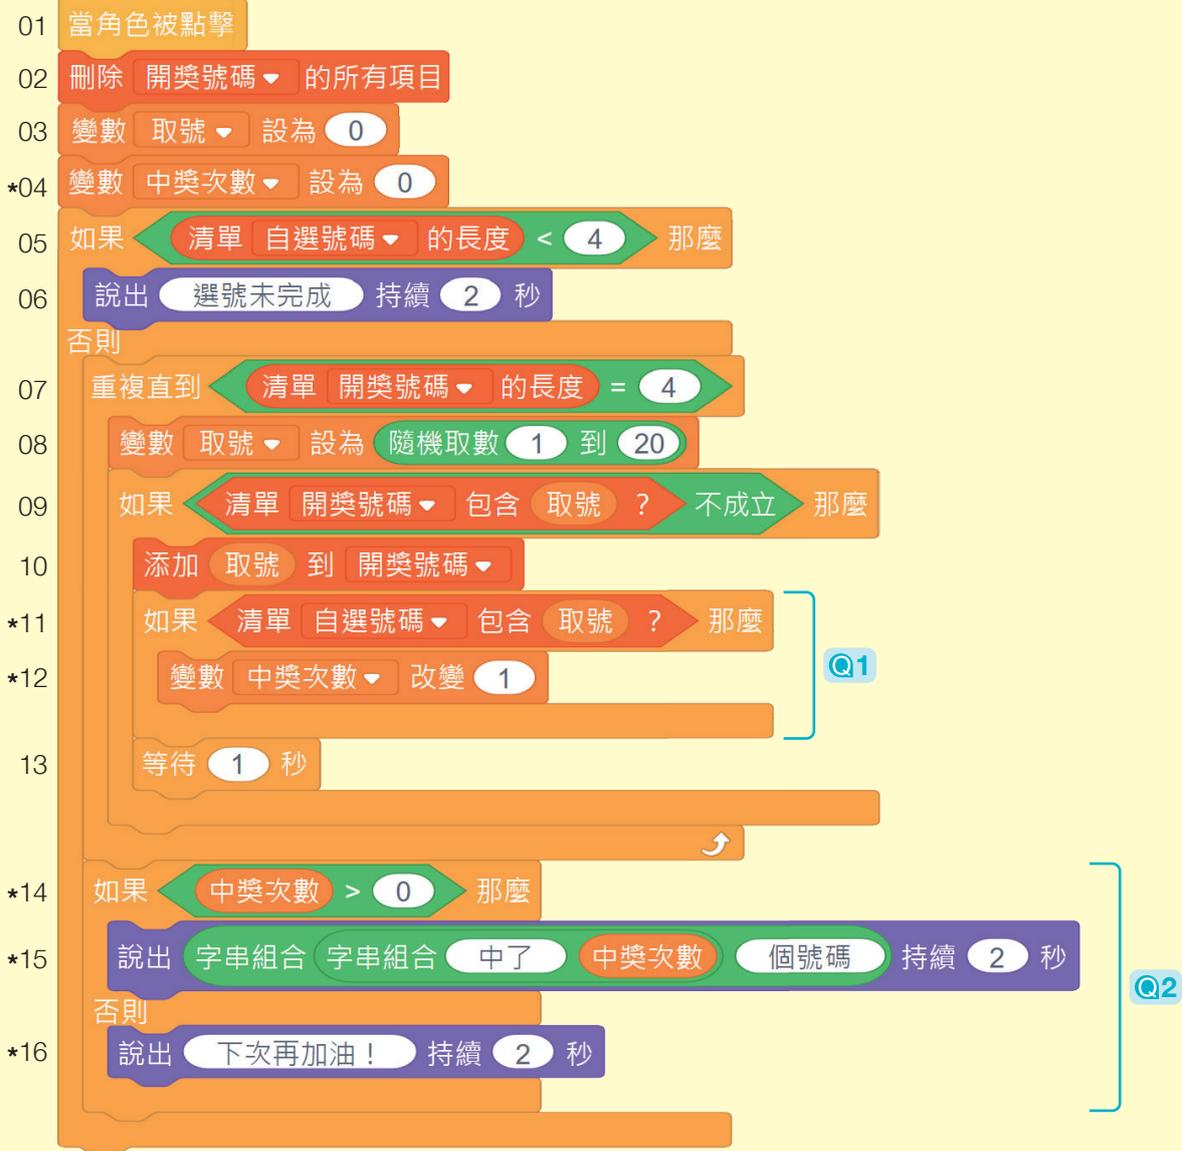 01 當角色被點擊
02 刪除 開獎號碼 的所有項目
03 變數 取號 設為 0
*04 變數 中獎次數 設為 0
05 如果 清單 自選號碼 的長度 < 4 那麼
06 說出 選號未完成 持續 2 秒
否則
07 重複直到 清單 開獎號碼 的長度 = 4
08 變數 取號 設為 隨機取數 1 到 20
09 如果 清單 開獎號碼 包含 取號 ? 不成立 那麼
10 添加 取號 到 開獎號碼
*11 如果 清單 自選號碼 包含 取號 ? 那麼
*12 變數 中獎次數 改變 1
Q1
13 等待 1 秒
*14 如果 中獎次數 > 0 那麼
*15 說出 字串組合 字串組合 中了 中獎次數 個號碼 持續 2 秒
Q2
否則
*16 說出 下次再加油！ 持續 2 秒